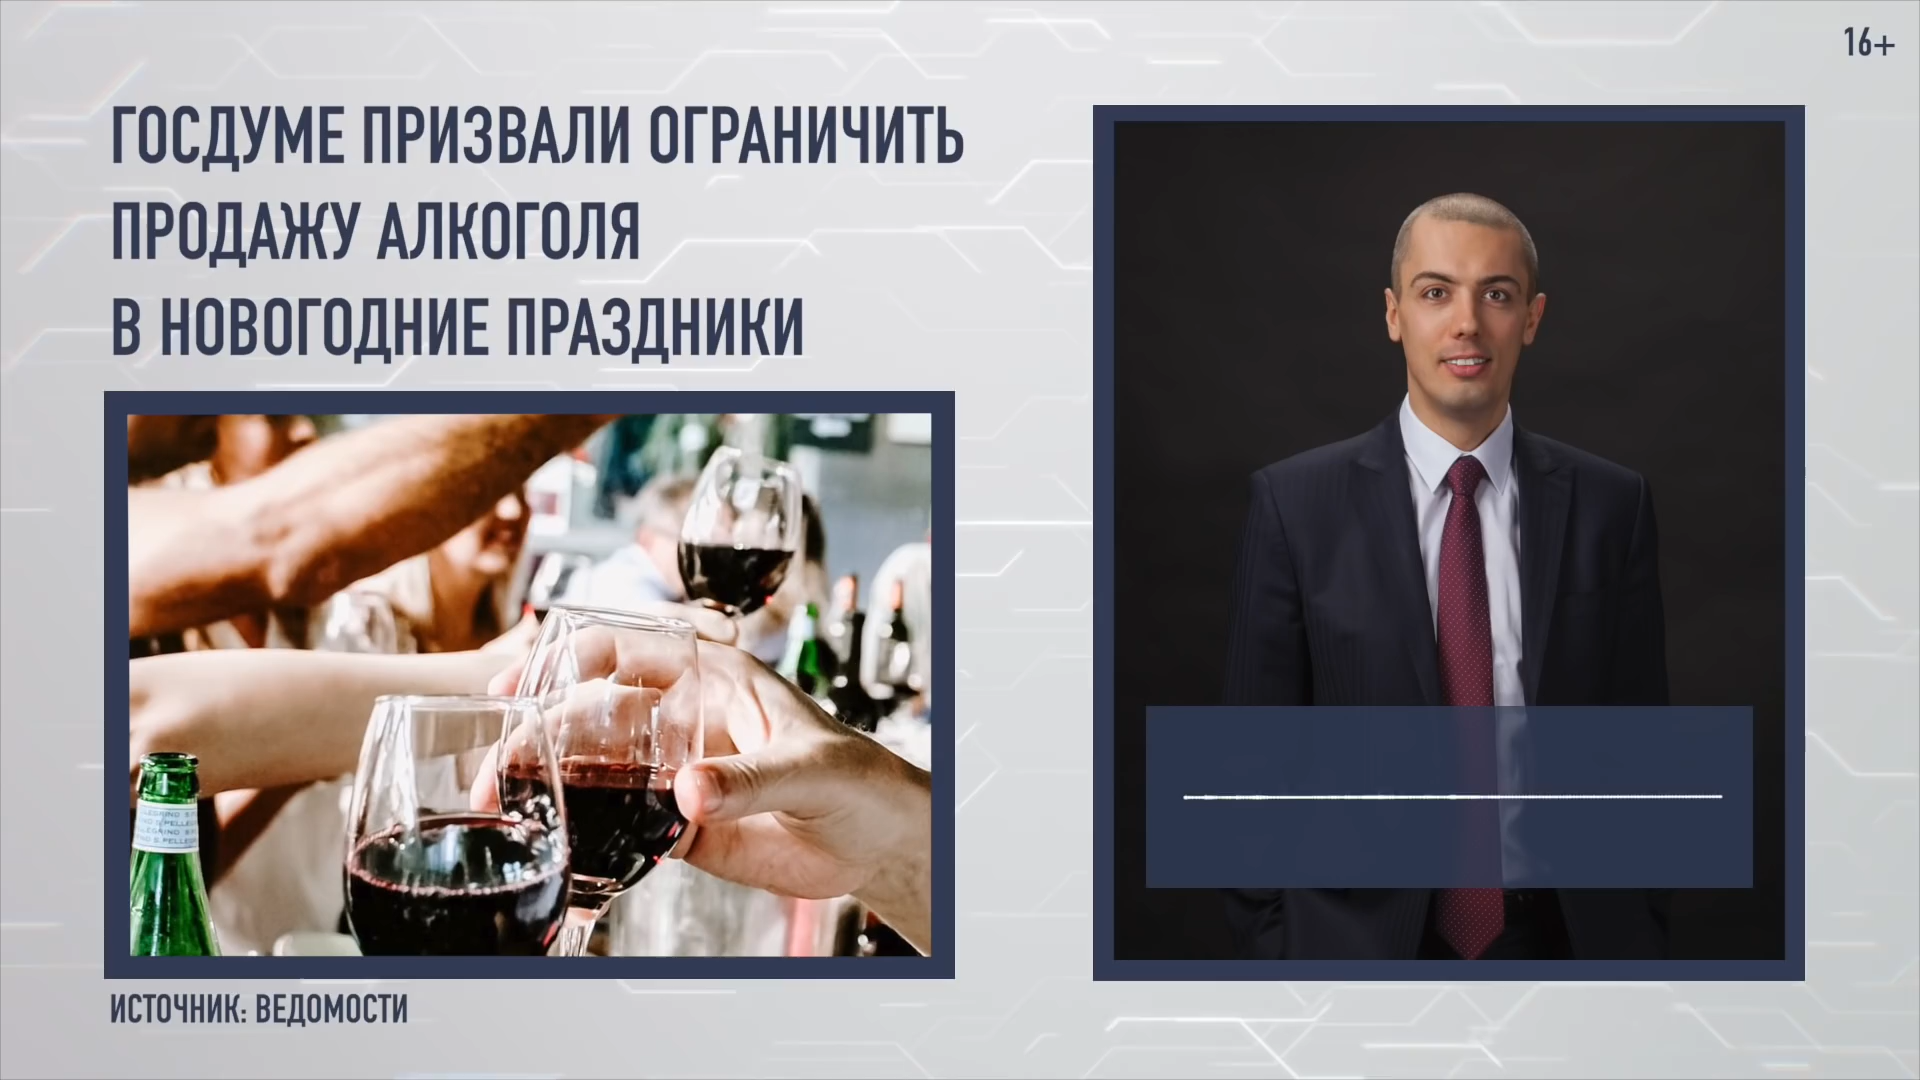 16+
ГОСДУМЕ ПРИЗВАЛИ ОГРАНИЧИТЬ
ПРОДАЖУ АЛКОГОЛЯ
В НОВОГОДНИЕ ПРАЗДНИКИ
ИСТОЧНИК: ВЕДОМОСТИ